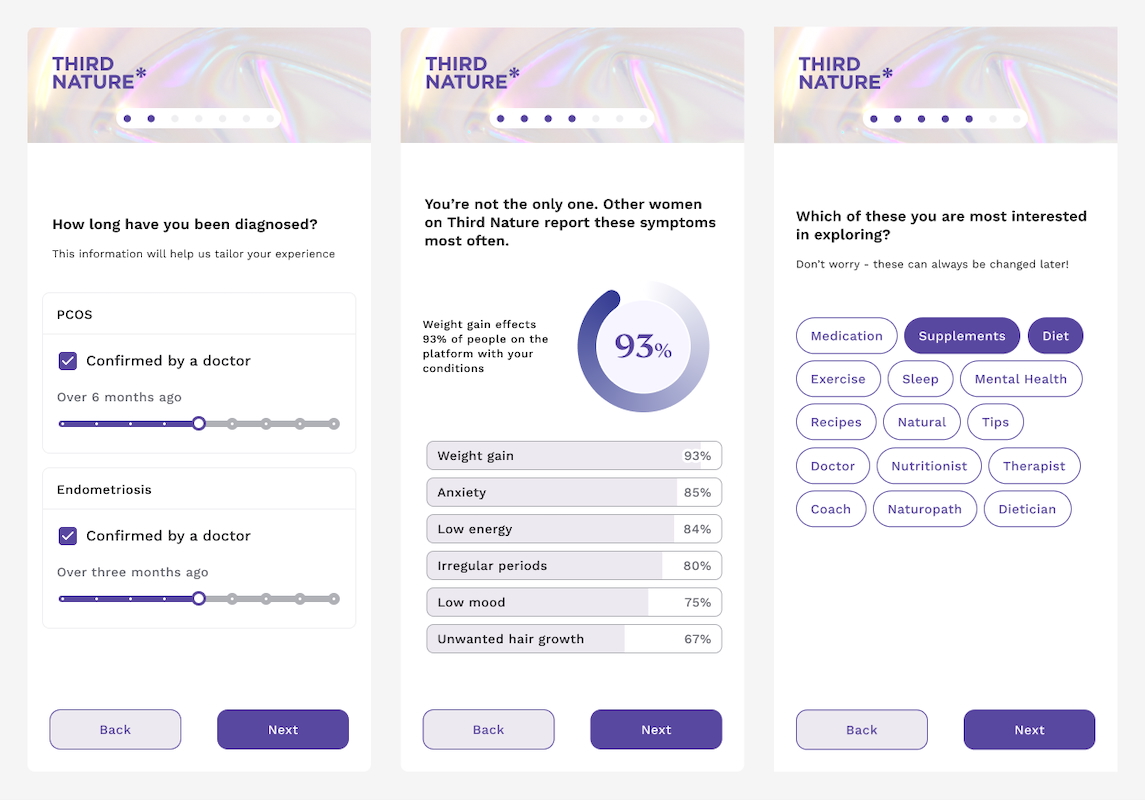 THIRD
NATURE*
How long have you been diagnosed?
This information will help us tailor your experience
PCOS
Confirmed by a doctor
Over 6 months ago
Endometriosis
Confirmed by a doctor
Over three months ago
Back
Next
THIRD
NATURE*
You’re not the only one. Other women
on Third Nature report these symptoms
most often.
Weight gain effects
93% of people on the
platform with your
conditions
93%
Weight gain 93%
Anxiety 85%
Low energy 84%
Irregular periods 80%
Low mood 75%
Unwanted hair growth 67%
Back
Next
THIRD
NATURE*
Which of these you are most interested
in exploring?
Don’t worry - these can always be changed later!
Medication Supplements Diet
Exercise Sleep Mental Health
Recipes Natural Tips
Doctor Nutritionist Therapist
Coach Naturopath Dietician
Back
Next